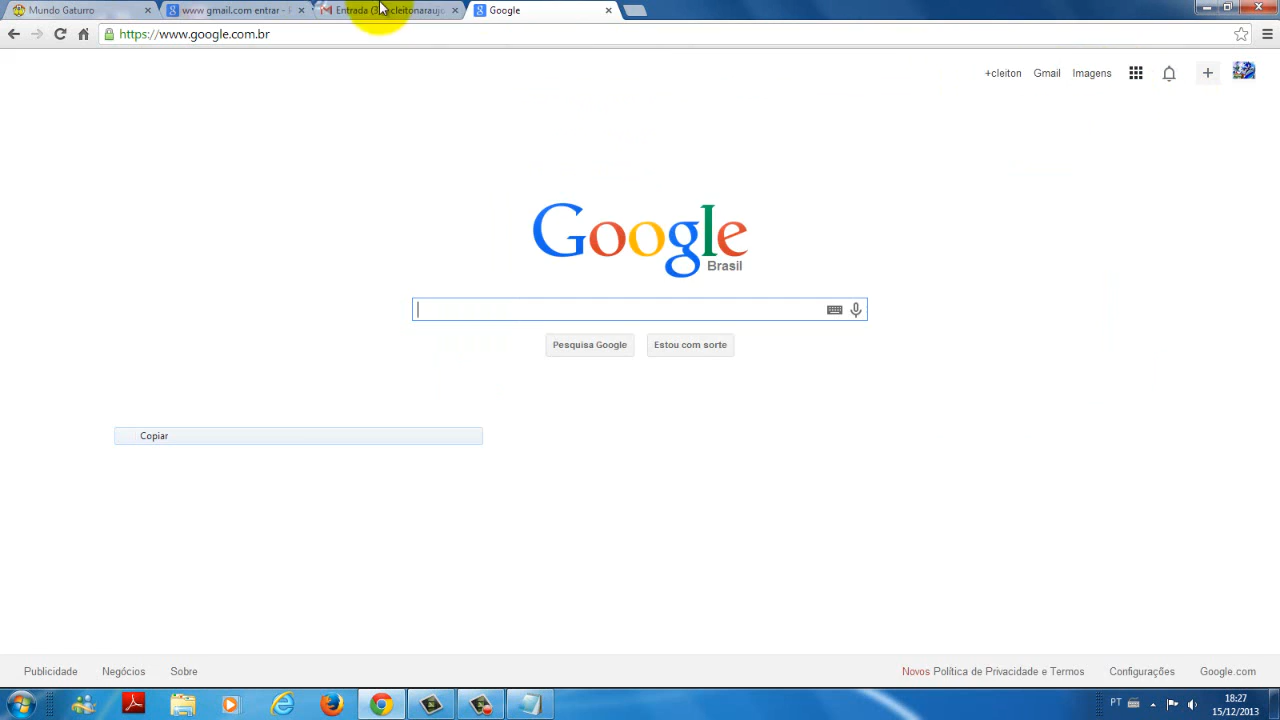 Mundo Gaturro
www gmail.com entrar -
Entrada (3 cleitonarauj
Google
https://www.google.com.br
+cleiton Gmail Imagens
Google
Brasil
Pesquisa Google
Estou com sorte
Copiar
Publicidade Negócios Sobre
Novos Política de Privacidade e Termos Configurações Google.com
PT
18:27
15/12/2013